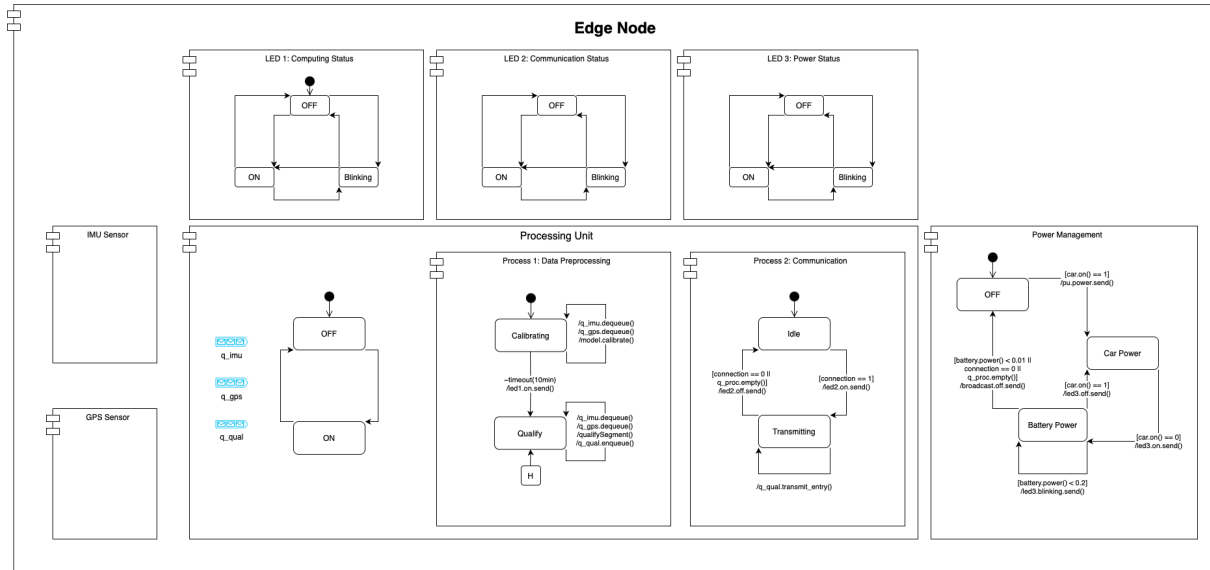 Edge Node
LED 1: Computing Status
OFF
ON
Blinking
LED 2: Communication Status
OFF
ON
Blinking
LED 3: Power Status
OFF
ON
Blinking
IMU Sensor
GPS Sensor
Processing Unit
q_imu
q_gps
q_qual
OFF
ON
Process 1: Data Preprocessing
Calibrating
/q_imu.dequeue()
/q_gps.dequeue()
/model.calibrate()
~timeout(10min)
/led1.on.send()
Qualify
/q_imu.dequeue()
/q_gps.dequeue()
/qualifySegment()
/q_qual.enqueue()
H
Process 2: Communication
Idle
[connection == 0 ||
q_proc.empty()]
/led2.off.send()
[connection == 1]
/led2.on.send()
Transmitting
/q_qual.transmit_entry()
Power Management
OFF
[car.on() == 1]
/pu.power.send()
Car Power
[battery.power() < 0.01 ||
connection == 0 ||
q_proc.empty()]
/broadcast.off.send()
[car.on() == 1]
/led3.off.send()
Battery Power
[car.on() == 0]
/led3.on.send()
[battery.power() < 0.2]
/led3.blinking.send()